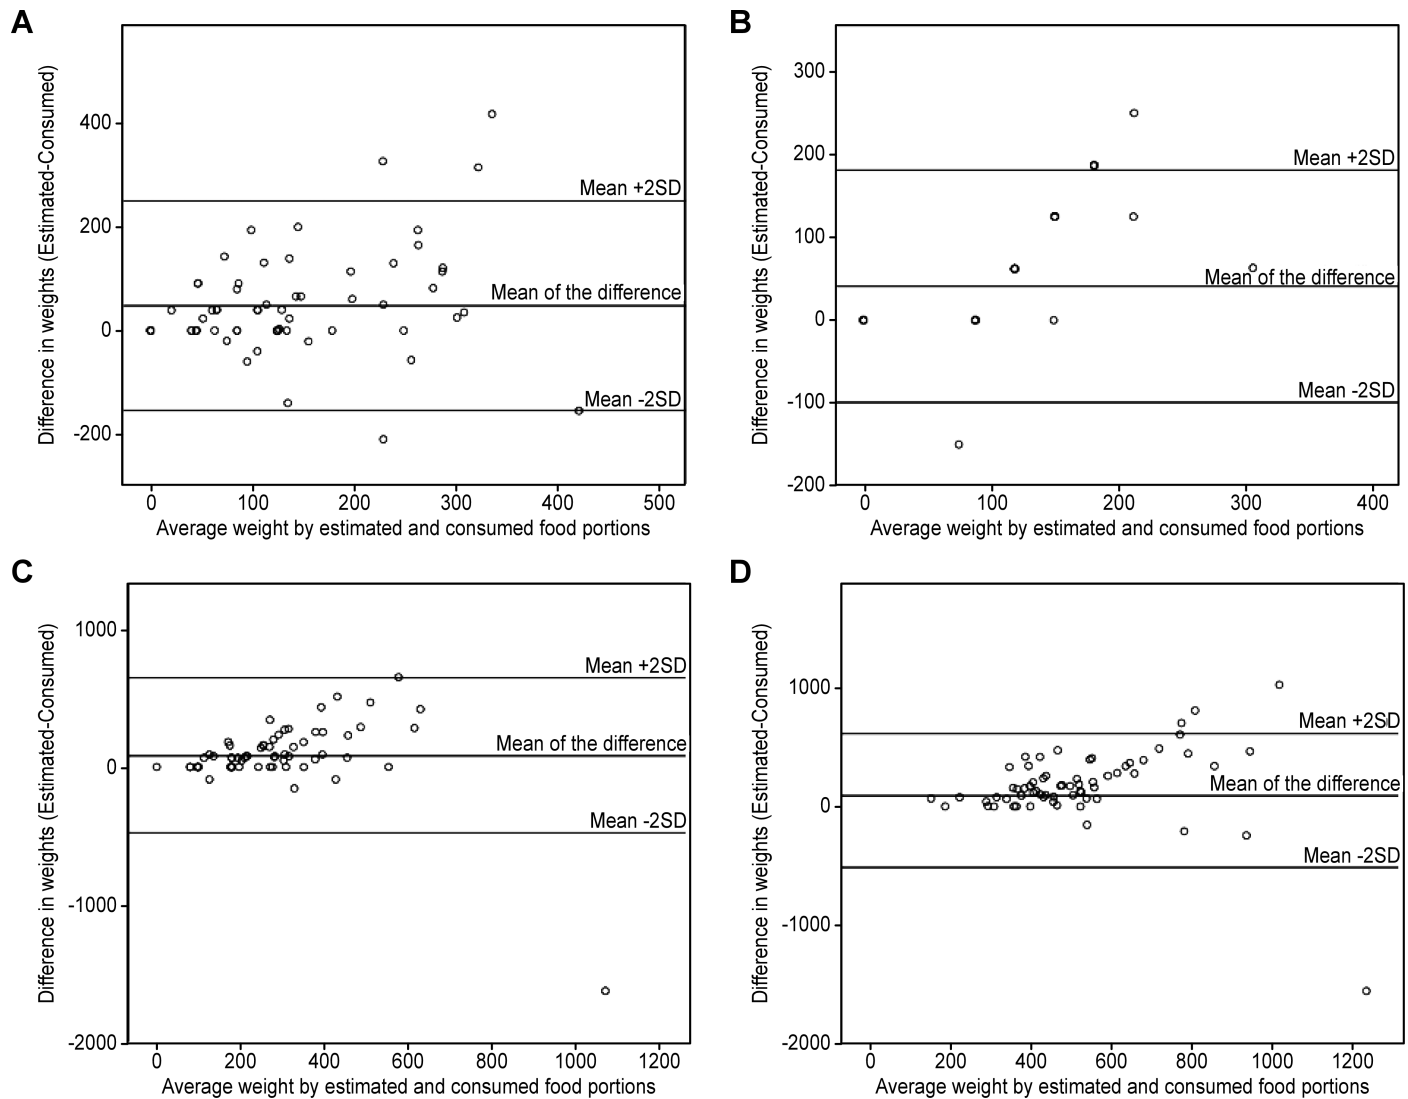 A
Difference in weights (Estimated-Consumed)
400
200
0
-200
Mean +2SD
Mean of the difference
Mean -2SD
0 100 200 300 400 500
Average weight by estimated and consumed food portions
B
Difference in weights (Estimated-Consumed)
300
200
100
0
-100
-200
Mean +2SD
Mean of the difference
Mean -2SD
0 100 200 300 400
Average weight by estimated and consumed food portions
C
Difference in weights (Estimated-Consumed)
1000
0
-1000
-2000
Mean +2SD
Mean of the difference
Mean -2SD
0 200 400 600 800 1000 1200
Average weight by estimated and consumed food portions
D
Difference in weights (Estimated-Consumed)
1000
0
-1000
-2000
Mean +2SD
Mean of the difference
Mean -2SD
0 200 400 600 800 1000 1200
Average weight by estimated and consumed food portions